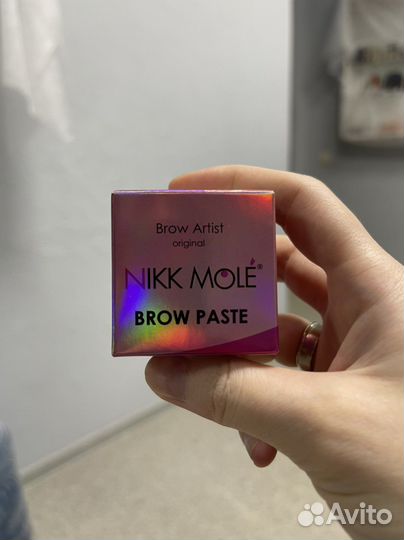 Brow Artist
original
NIKK MOLÉ®
BROW PASTE
Avito